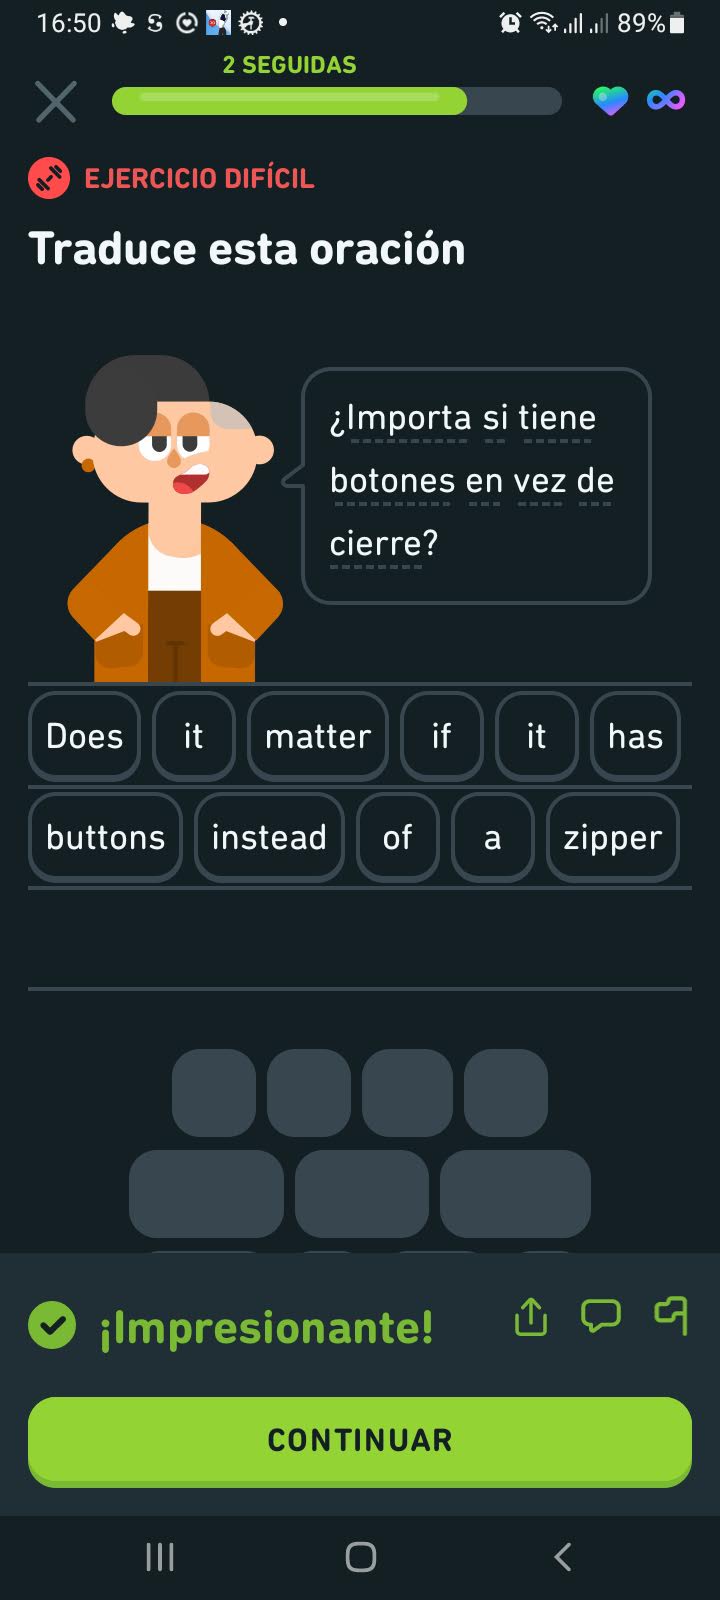 16:50
89%
2 SEGUIDAS
EJERCICIO DIFÍCIL
Traduce esta oración
¿Importa si tiene
botones en vez de
cierre?
Does it matter if it has
buttons instead of a zipper
¡Impresionante!
CONTINUAR